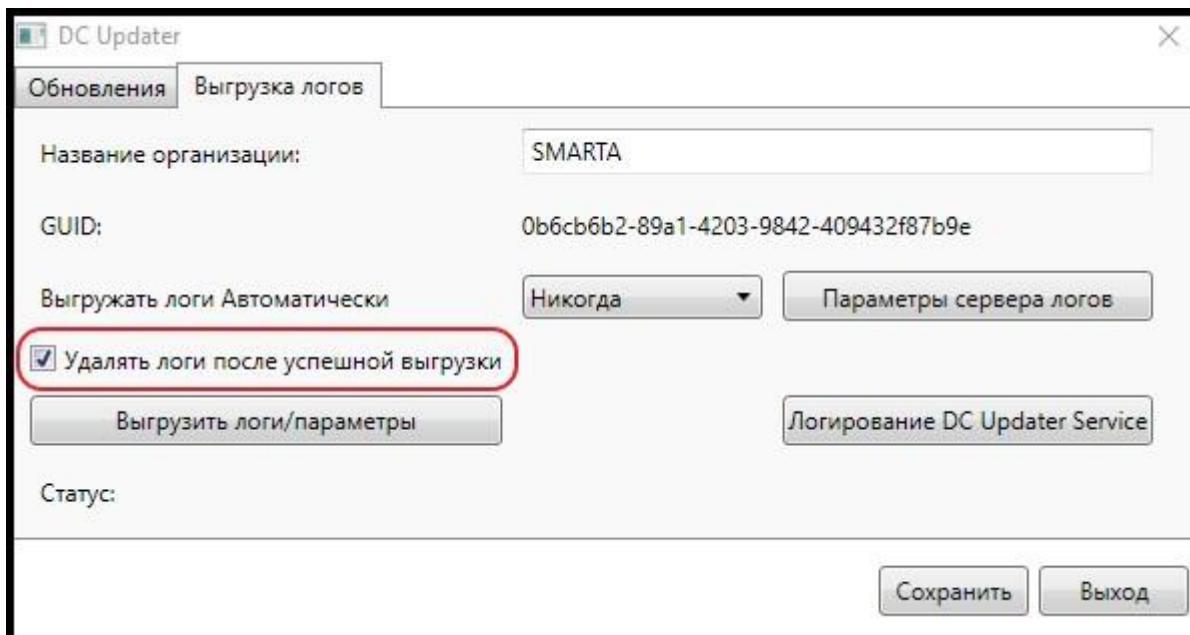 DC Updater
Обновления Выгрузка логов
Название организации: SMARTA
GUID: 0b6cb6b2-89a1-4203-9842-409432f87b9e
Выгружать логи Автоматически Никогда Параметры сервера логов
Удалять логи после успешной выгрузки
Выгрузить логи/параметры Логирование DC Updater Service
Статус:
Сохранить Выход